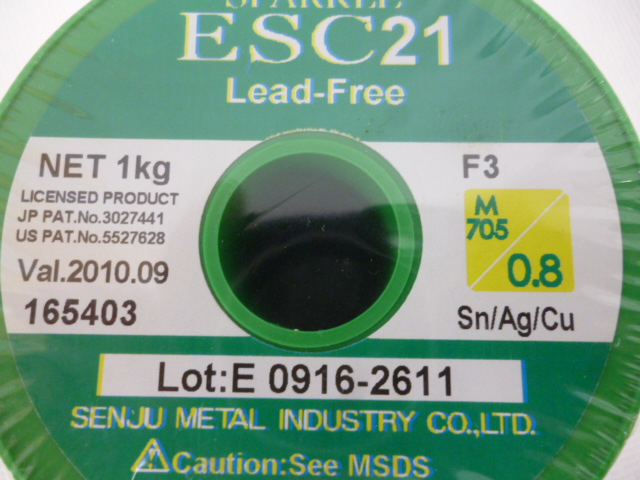 SPARKLE
ESC21
Lead-Free
NET 1kg
LICENSED PRODUCT
JP PAT.No.3027441
US PAT.No.5527628
Val.2010.09
165403
F3
M
705
0.8
Sn/Ag/Cu
Lot:E 0916-2611
SENJU METAL INDUSTRY CO.,LTD.
Caution:See MSDS